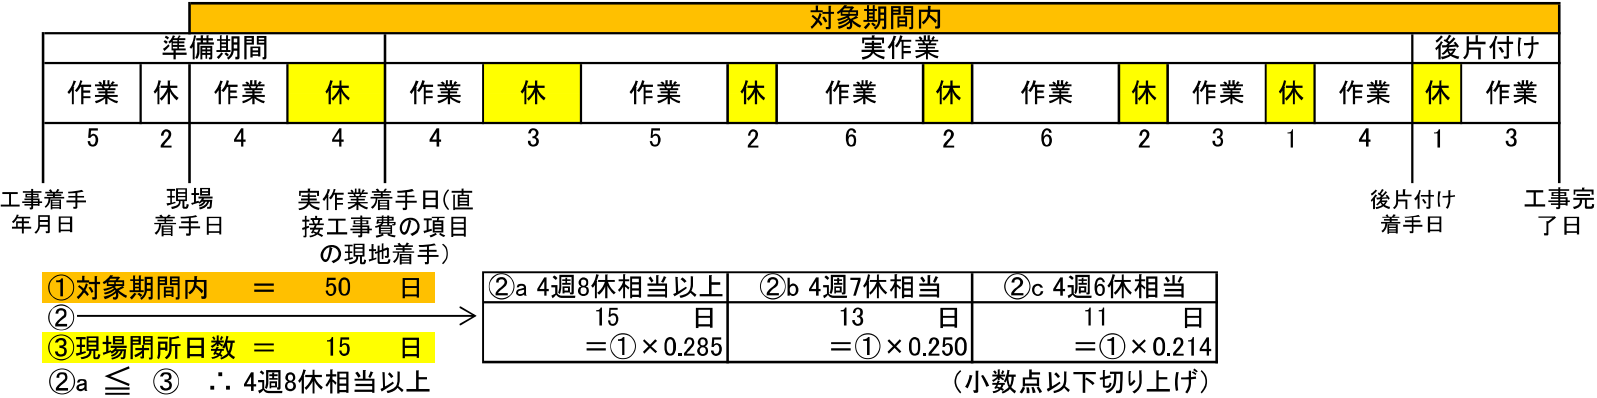 対象期間内
準備期間 実作業 後片付け
作業 休 作業 休 作業 休 作業 休 作業 休 作業 休 作業 休 作業 休 作業
5 2 4 4 4 3 5 2 6 2 6 2 3 1 4 1 3
工事着手
年月日
現場
着手日
実作業着手日(直
接工事費の項目
の現地着手)
後片付け
着手日
工事完
了日
①対象期間内 = 50 日
②
③現場閉所日数 = 15 日
②a ≦ ③ ∴ 4週8休相当以上
②a 4週8休相当以上 ②b 4週7休相当 ②c 4週6休相当
15 日 13 日 11 日
=①×0.285 =①×0.250 =①×0.214
(小数点以下切り上げ)